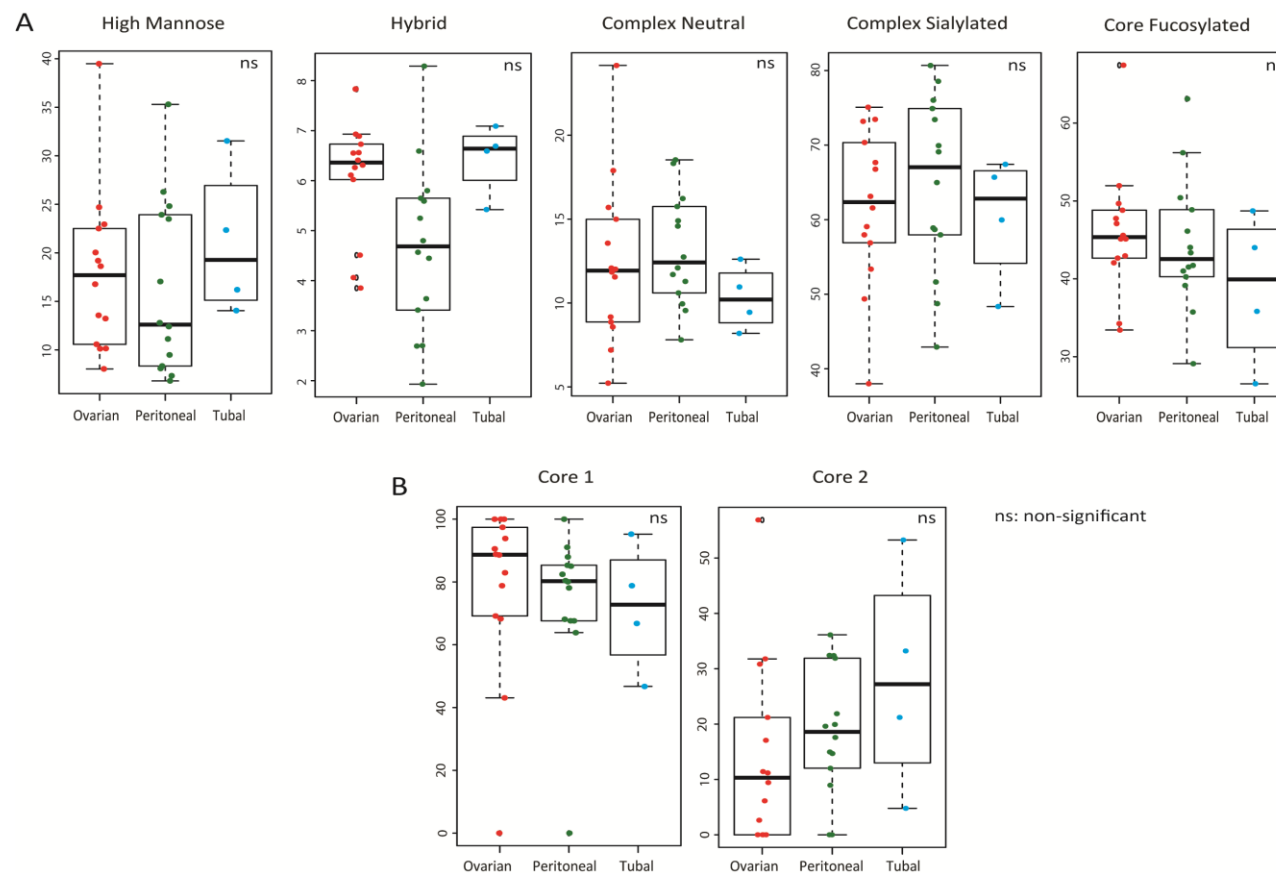 A
High Mannose Hybrid Complex Neutral Complex Sialylated Core Fucosylated
ns ns ns ns n
40 35 30 25 20 15 10
8 7 6 5 4 3 2
20 15 10 5
80 70 60 50 40
60 50 40 30
Ovarian Peritoneal Tubal Ovarian Peritoneal Tubal Ovarian Peritoneal Tubal Ovarian Peritoneal Tubal Ovarian Peritoneal Tubal
B
Core 1 Core 2
ns ns
ns: non-significant
100 80 60 40 20 0
50 40 30 20 10 0
Ovarian Peritoneal Tubal Ovarian Peritoneal Tubal